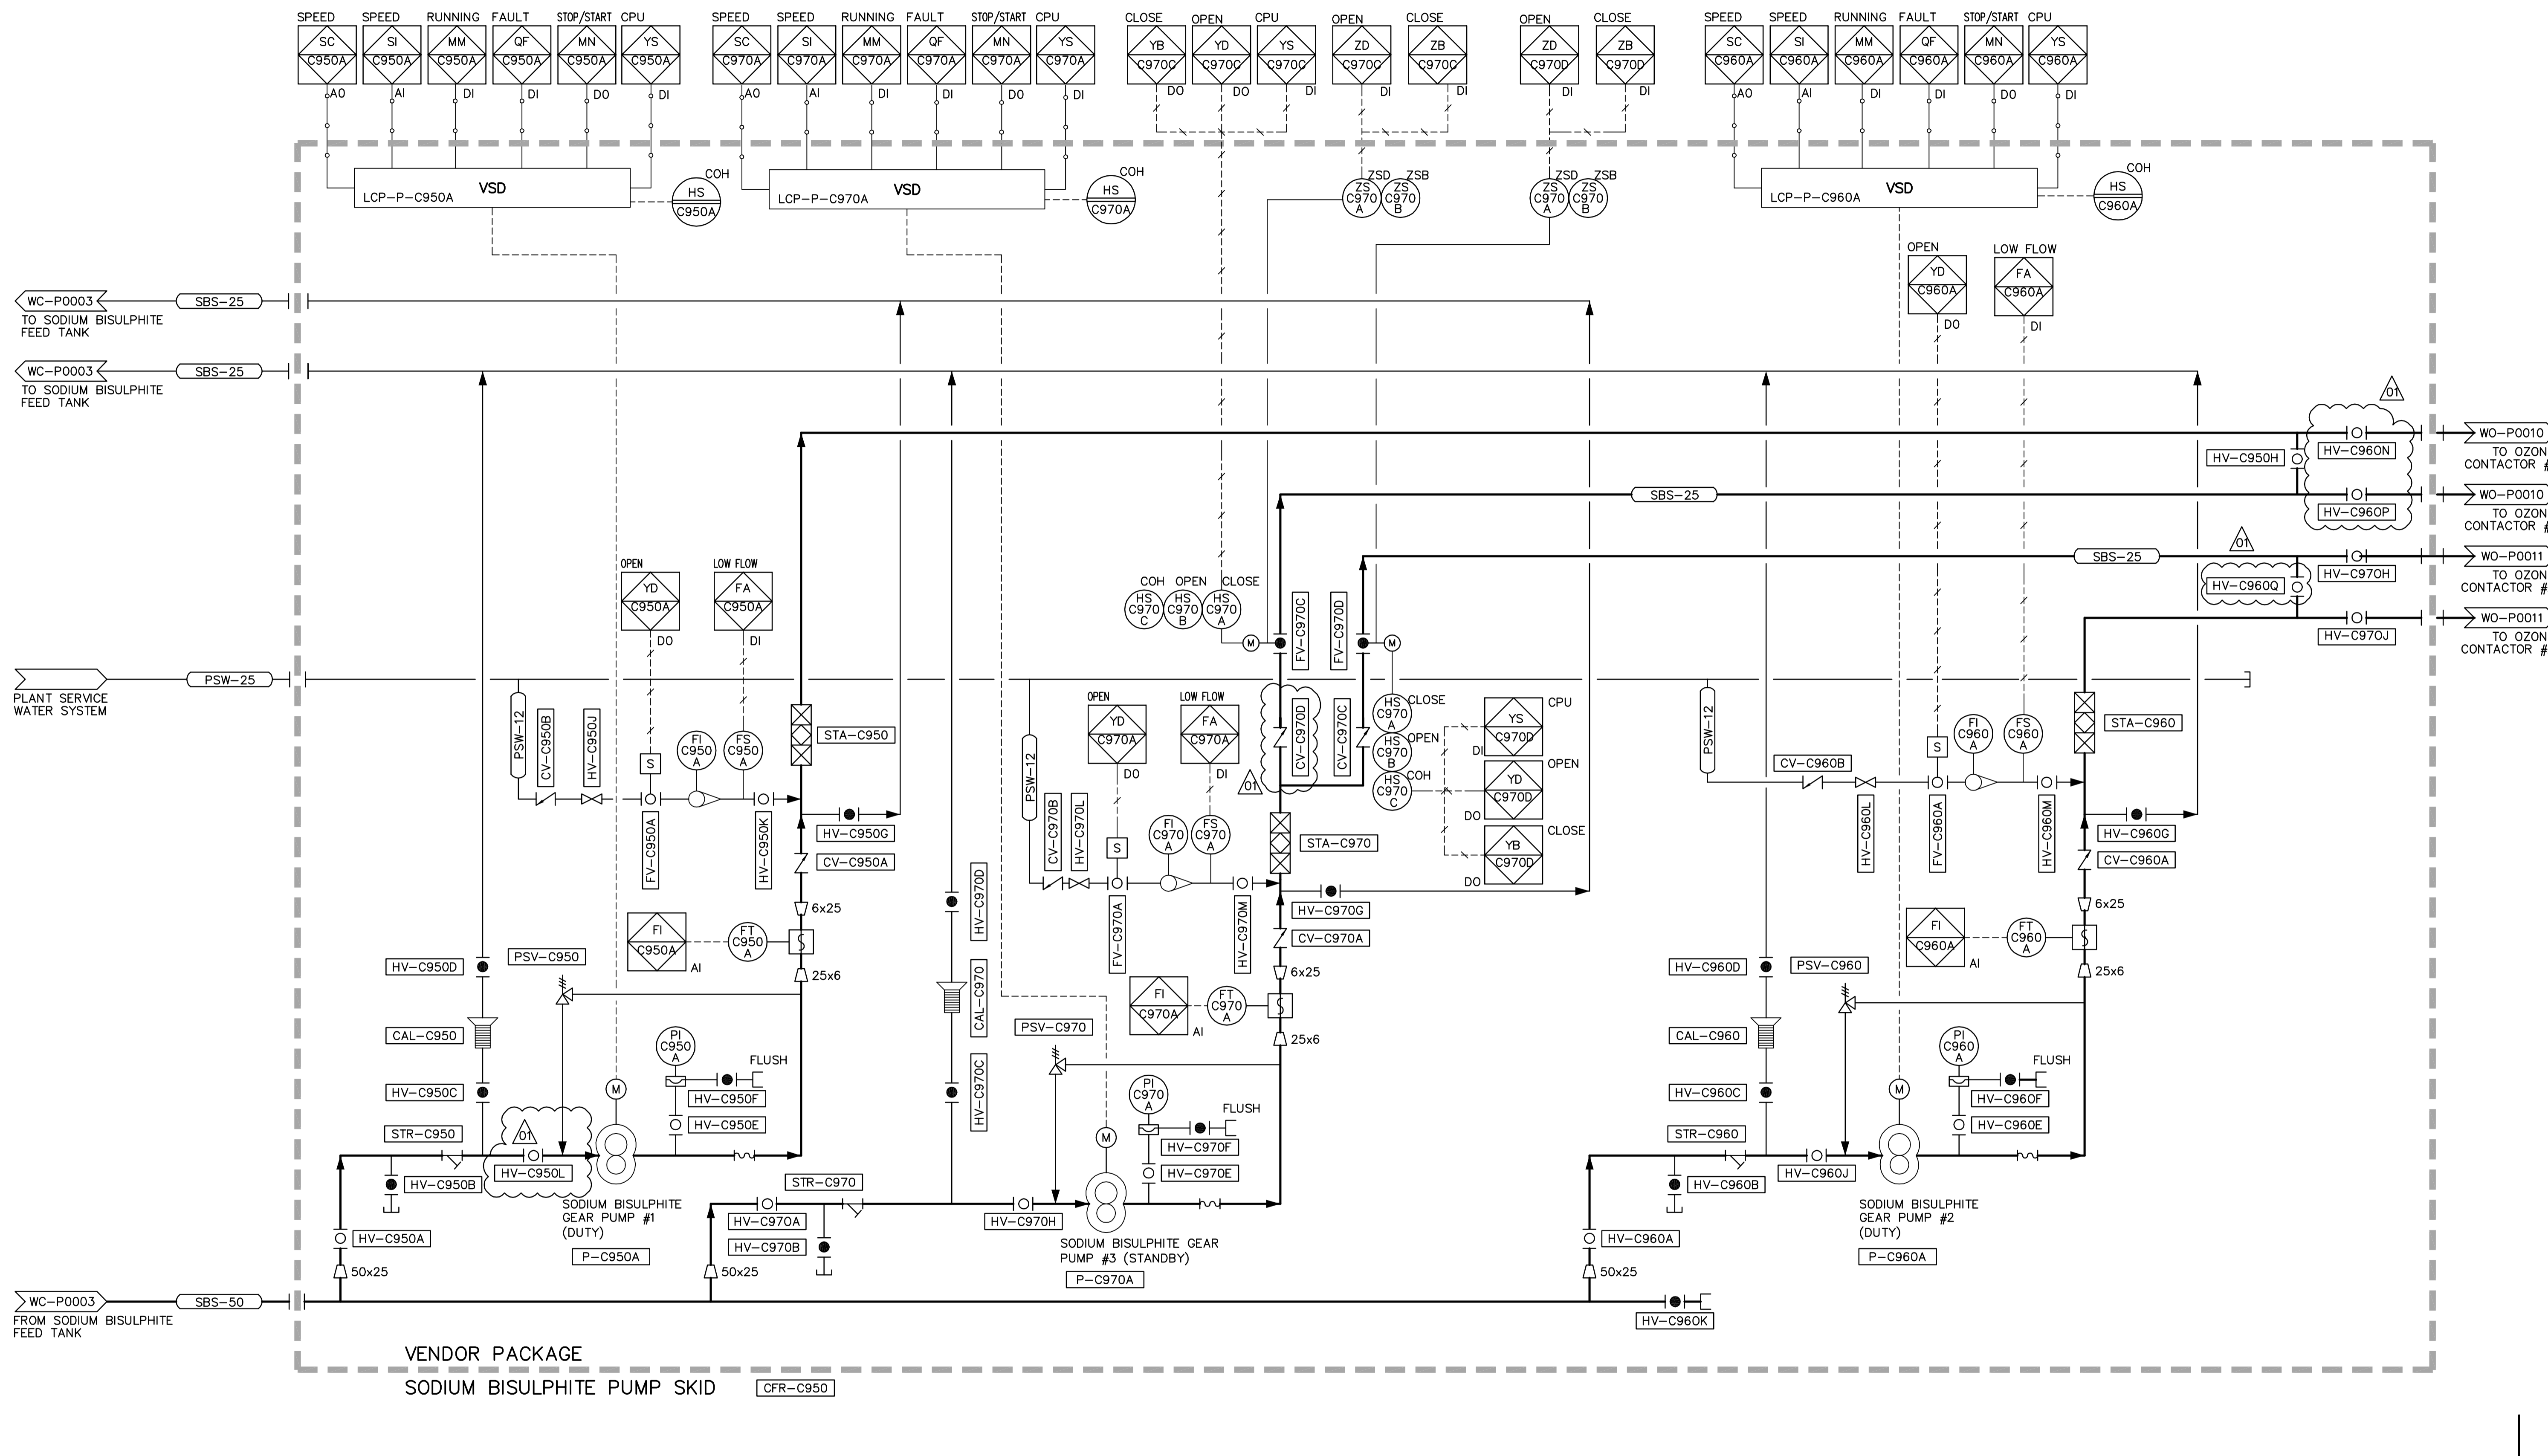 SPEED SPEED RUNNING FAULT STOP/START CPU
SC C950A AO
SI C950A AI
MM C950A DI
QF C950A DI
MN C950A DO
YS C950A DI
SPEED SPEED RUNNING FAULT STOP/START CPU
SC C970A AO
SI C970A AI
MM C970A DI
QF C970A DI
MN C970A DO
YS C970A DI
CLOSE OPEN CPU
YB C970C DO
YD C970C DO
YS C970C DI
OPEN CLOSE
ZD C970C DI
ZB C970C DI
OPEN CLOSE
ZD C970D DI
ZB C970D DI
SPEED SPEED RUNNING FAULT STOP/START CPU
SC C960A AO
SI C960A AI
MM C960A DI
QF C960A DI
MN C960A DO
YS C960A DI
VSD
LCP-P-C950A
COH
HS C950A
VSD
LCP-P-C970A
COH
HS C970A
ZSD ZSB
ZS C970 A
ZS C970 B
ZSD ZSB
ZS C970 A
ZS C970 B
VSD
LCP-P-C960A
COH
HS C960A
OPEN
YD C960A DO
LOW FLOW
FA C960A DI
WC-P0003
SBS-25
TO SODIUM BISULPHITE
FEED TANK
WC-P0003
SBS-25
TO SODIUM BISULPHITE
FEED TANK
01
HV-C960N
WO-P0010
TO OZON
CONTACTOR #
HV-C950H
SBS-25
HV-C960P
WO-P0010
TO OZON
CONTACTOR #
01
SBS-25
HV-C970H
WO-P0011
TO OZON
CONTACTOR #
HV-C960Q
HV-C970J
WO-P0011
TO OZON
CONTACTOR #
OPEN
YD C950A DO
LOW FLOW
FA C950A DI
COH OPEN CLOSE
HS C970 C
HS C970 B
HS C970 A
M
FV-C970C
FV-C970D
M
PSW-25
PLANT SERVICE
WATER SYSTEM
PSW-12
CV-C950B
HV-C950J
S
FI C950 A
FS C950 A
STA-C950
FV-C950A
HV-C950K
HV-C950G
CV-C950A
6x25
FI C950A AI
FT C950 A
25x6
OPEN
YD C970A DO
LOW FLOW
FA C970A DI
CV-C970D
CV-C970C
01
HS C970 A CLOSE
HS C970 B OPEN
HS C970 C COH
CPU
YS C970D DI
OPEN
YD C970D DO
CLOSE
YB C970D DO
PSW-12
CV-C970B
HV-C970L
S
FI C970 A
FS C970 A
STA-C970
FV-C970A
HV-C970M
HV-C970G
CV-C970A
6x25
FI C970A AI
FT C970 A
25x6
PSW-12
CV-C960B
HV-C960L
S
FI C960 A
FS C960 A
STA-C960
FV-C960A
HV-C960M
HV-C960G
CV-C960A
6x25
FI C960A AI
FT C960 A
25x6
HV-C950D
PSV-C950
CAL-C950
HV-C950C
PI C950 A
FLUSH
M
HV-C950F
HV-C950E
STR-C950
01
HV-C950L
HV-C950B
HV-C950A
50x25
SODIUM BISULPHITE
GEAR PUMP #1
(DUTY)
P-C950A
HV-C970D
CAL-C970
HV-C970C
PSV-C970
PI C970 A
FLUSH
M
HV-C970F
HV-C970E
STR-C970
HV-C970A
HV-C970B
HV-C970H
50x25
SODIUM BISULPHITE GEAR
PUMP #3 (STANDBY)
P-C970A
HV-C960D
PSV-C960
CAL-C960
HV-C960C
PI C960 A
FLUSH
M
HV-C960F
HV-C960E
STR-C960
HV-C960J
HV-C960B
HV-C960A
50x25
SODIUM BISULPHITE
GEAR PUMP #2
(DUTY)
P-C960A
WC-P0003
SBS-50
FROM SODIUM BISULPHITE
FEED TANK
HV-C960K
VENDOR PACKAGE
SODIUM BISULPHITE PUMP SKID
CFR-C950